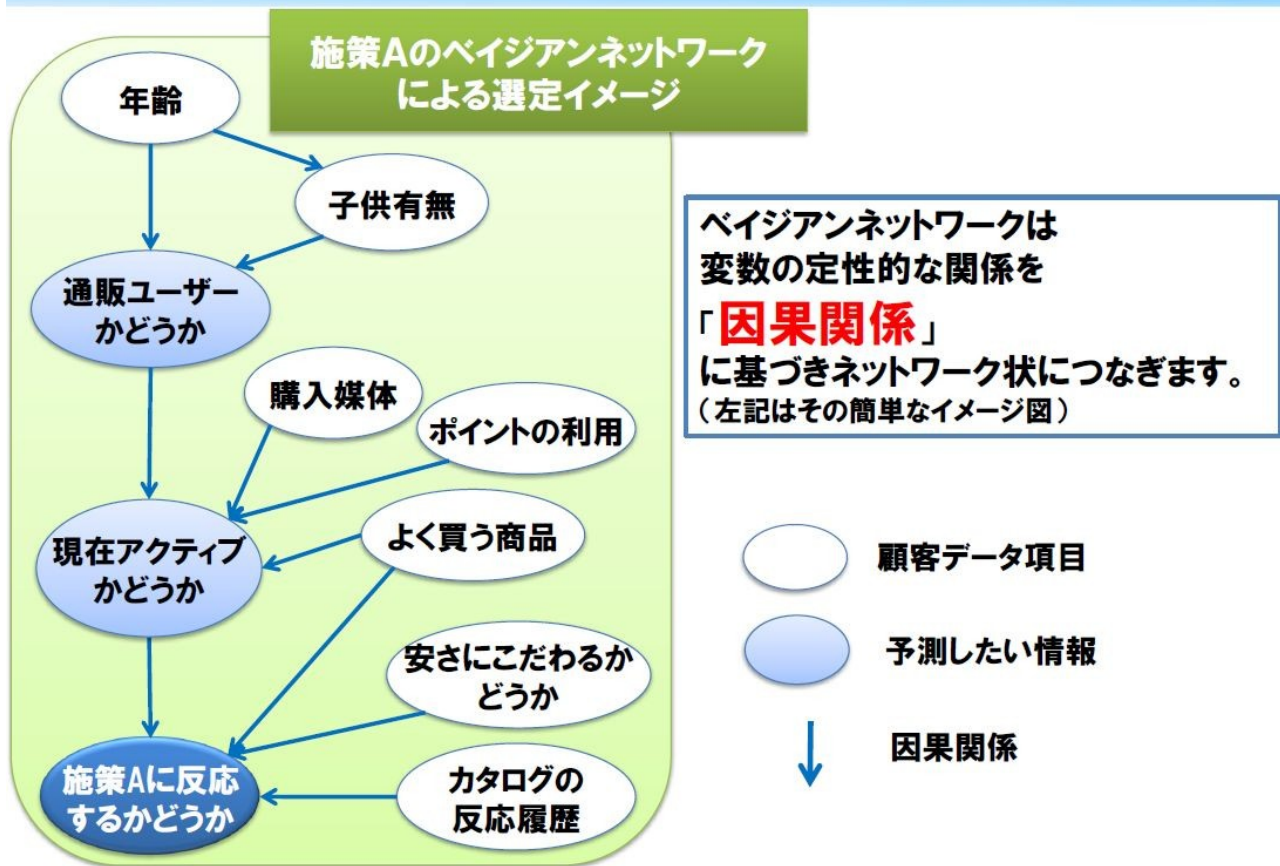 施策Aのベイジアンネットワーク
による選定イメージ
年齢
子供有無
通販ユーザー
かどうか
購入媒体
ポイントの利用
現在アクティブ
かどうか
よく買う商品
安さにこだわるか
どうか
施策Aに反応
するかどうか
カタログの
反応履歴
ベイジアンネットワークは
変数の定性的な関係を
「因果関係」
に基づきネットワーク状につなぎます。
(左記はその簡単なイメージ図)
顧客データ項目
予測したい情報
因果関係